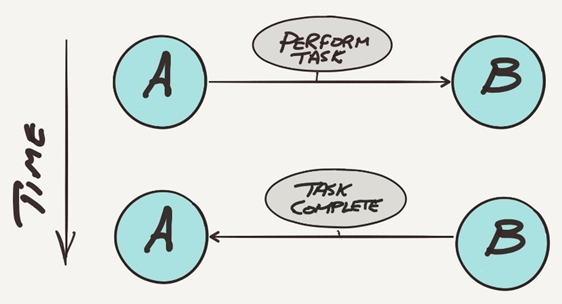 PERFORM
TASK
A
B
TIME
TASK
COMPLETE
A
B